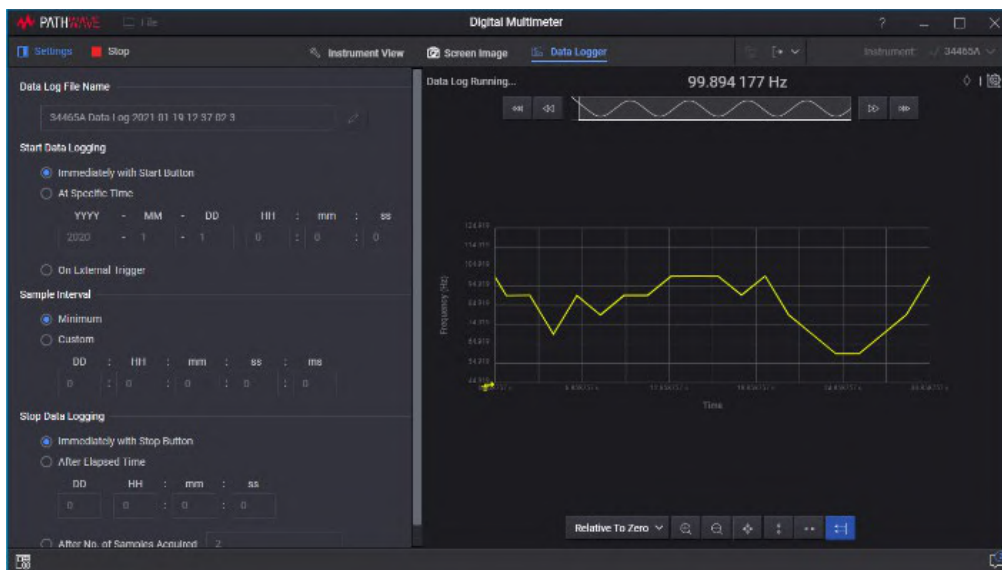 PATHWAVE File Digital Multimeter ?
Settings Stop Instrument View Screen Image Data Logger Instrument: 34465A
Data Log File Name
34465A Data Log 2021 01 19 12 37 02 3
Start Data Logging
Immediately with Start Button
At Specific Time
YYYY - MM - DD HH : mm : ss
2020 - 1 - 1 0 : 0 : 0
On External Trigger
Sample Interval
Minimum
Custom
DD : HH : mm : ss : ms
0 : 0 : 0 : 0 : 0
Stop Data Logging
Immediately with Stop Button
After Elapsed Time
DD HH : mm : ss
0 0 : 0 : 0
After No. of Samples Acquired 2
Data Log Running...
99.894 177 Hz
Frequency (Hz)
Time
Relative To Zero